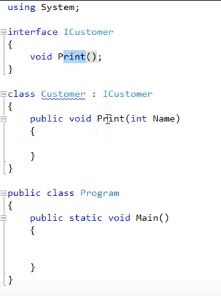 using System;
interface ICustomer
{
    void Print();
}
class Customer : ICustomer
{
    public void Print(int Name)
    {
    }
}
public class Program
{
    public static void Main()
    {
    }
}